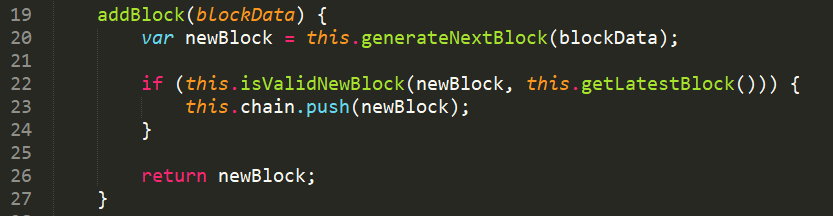 19 addBlock(blockData) {
20 var newBlock = this.generateNextBlock(blockData);
21
22 if (this.isValidNewBlock(newBlock, this.getLatestBlock())) {
23 this.chain.push(newBlock);
24 }
25
26 return newBlock;
27 }